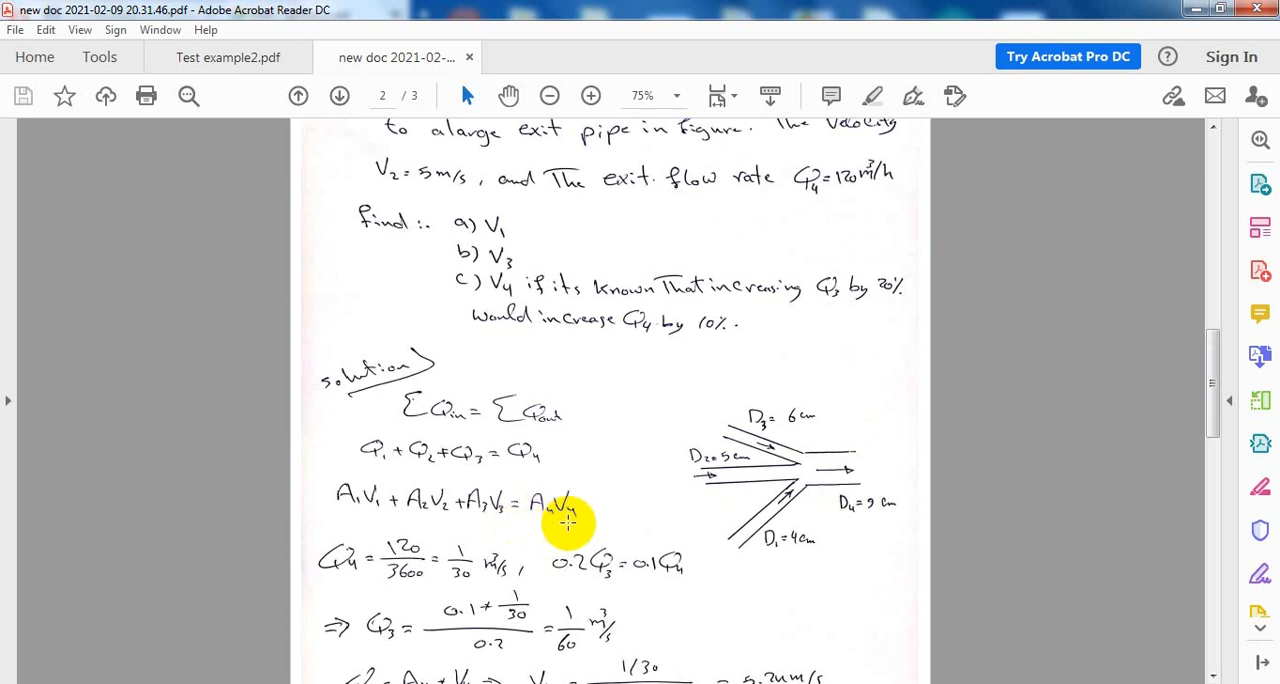 new doc 2021-02-09 20.31.46.pdf - Adobe Acrobat Reader DC
File Edit View Sign Window Help
Home Tools Test example2.pdf new doc 2021-02-... × Try Acrobat Pro DC Sign In
2 / 3 75%
to a large exit pipe in figure. The Velocity
V₂ = 5 m/s, and The exit flow rate Q₄ = 120 m³/h
find :. a) V₁
b) V₃
c) V₄ if its known That increasing Q₃ by 20%
would increase Q₄ by 10%.
solution
ΣQin = ΣQout
Q₁ + Q₂ + Q₃ = Q₄
A₁V₁ + A₂V₂ + A₃V₃ = A₄V₄
Q₄ = 120/3600 = 1/30 m³/s, 0.2Q₃ = 0.1Q₄
⇒ Q₃ = (0.1 * 1/30)/0.2 = 1/60 m³/s
1/30 = 5.24 m/s
D₃ = 6 cm
D₂ = 5 cm
D₄ = 9 cm
D₁ = 4 cm